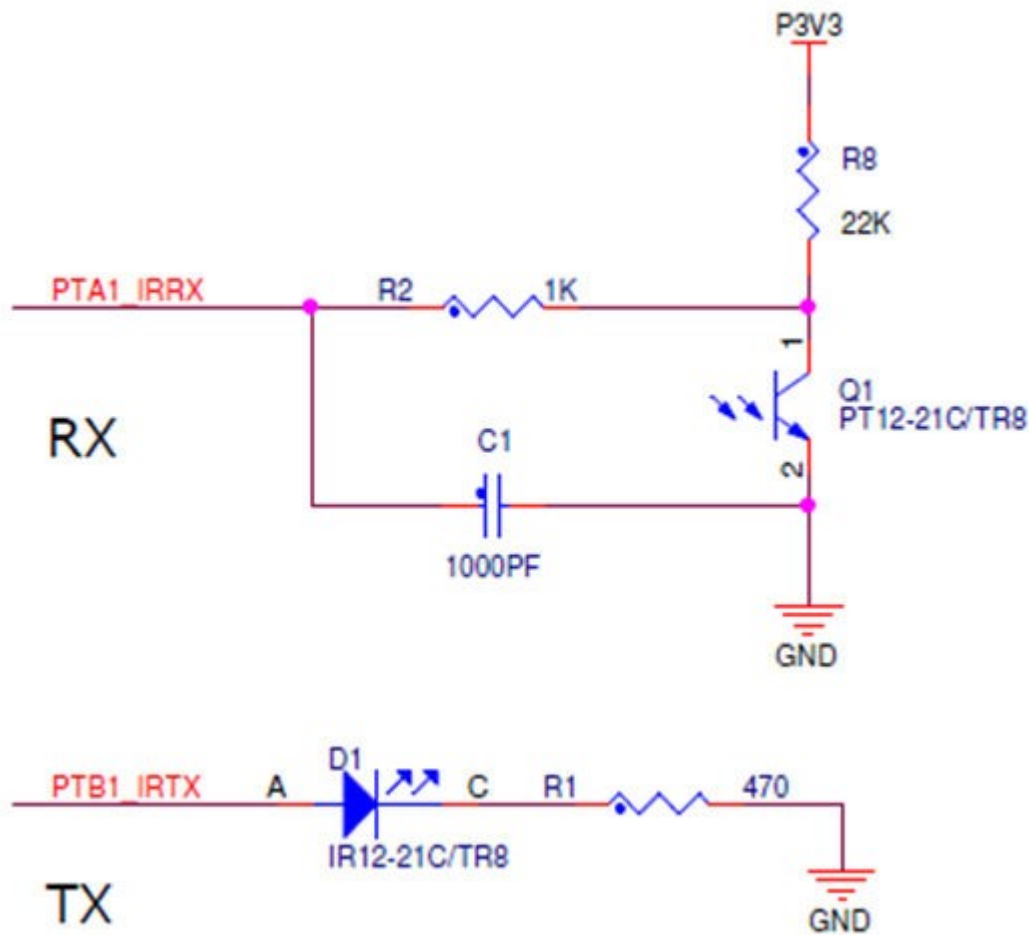 P3V3
R8
22K
PTA1_IRRX
R2
1K
1
Q1
PT12-21C/TR8
RX
C1
2
1000PF
GND
D1
PTB1_IRTX
A
C
R1
470
IR12-21C/TR8
TX
GND